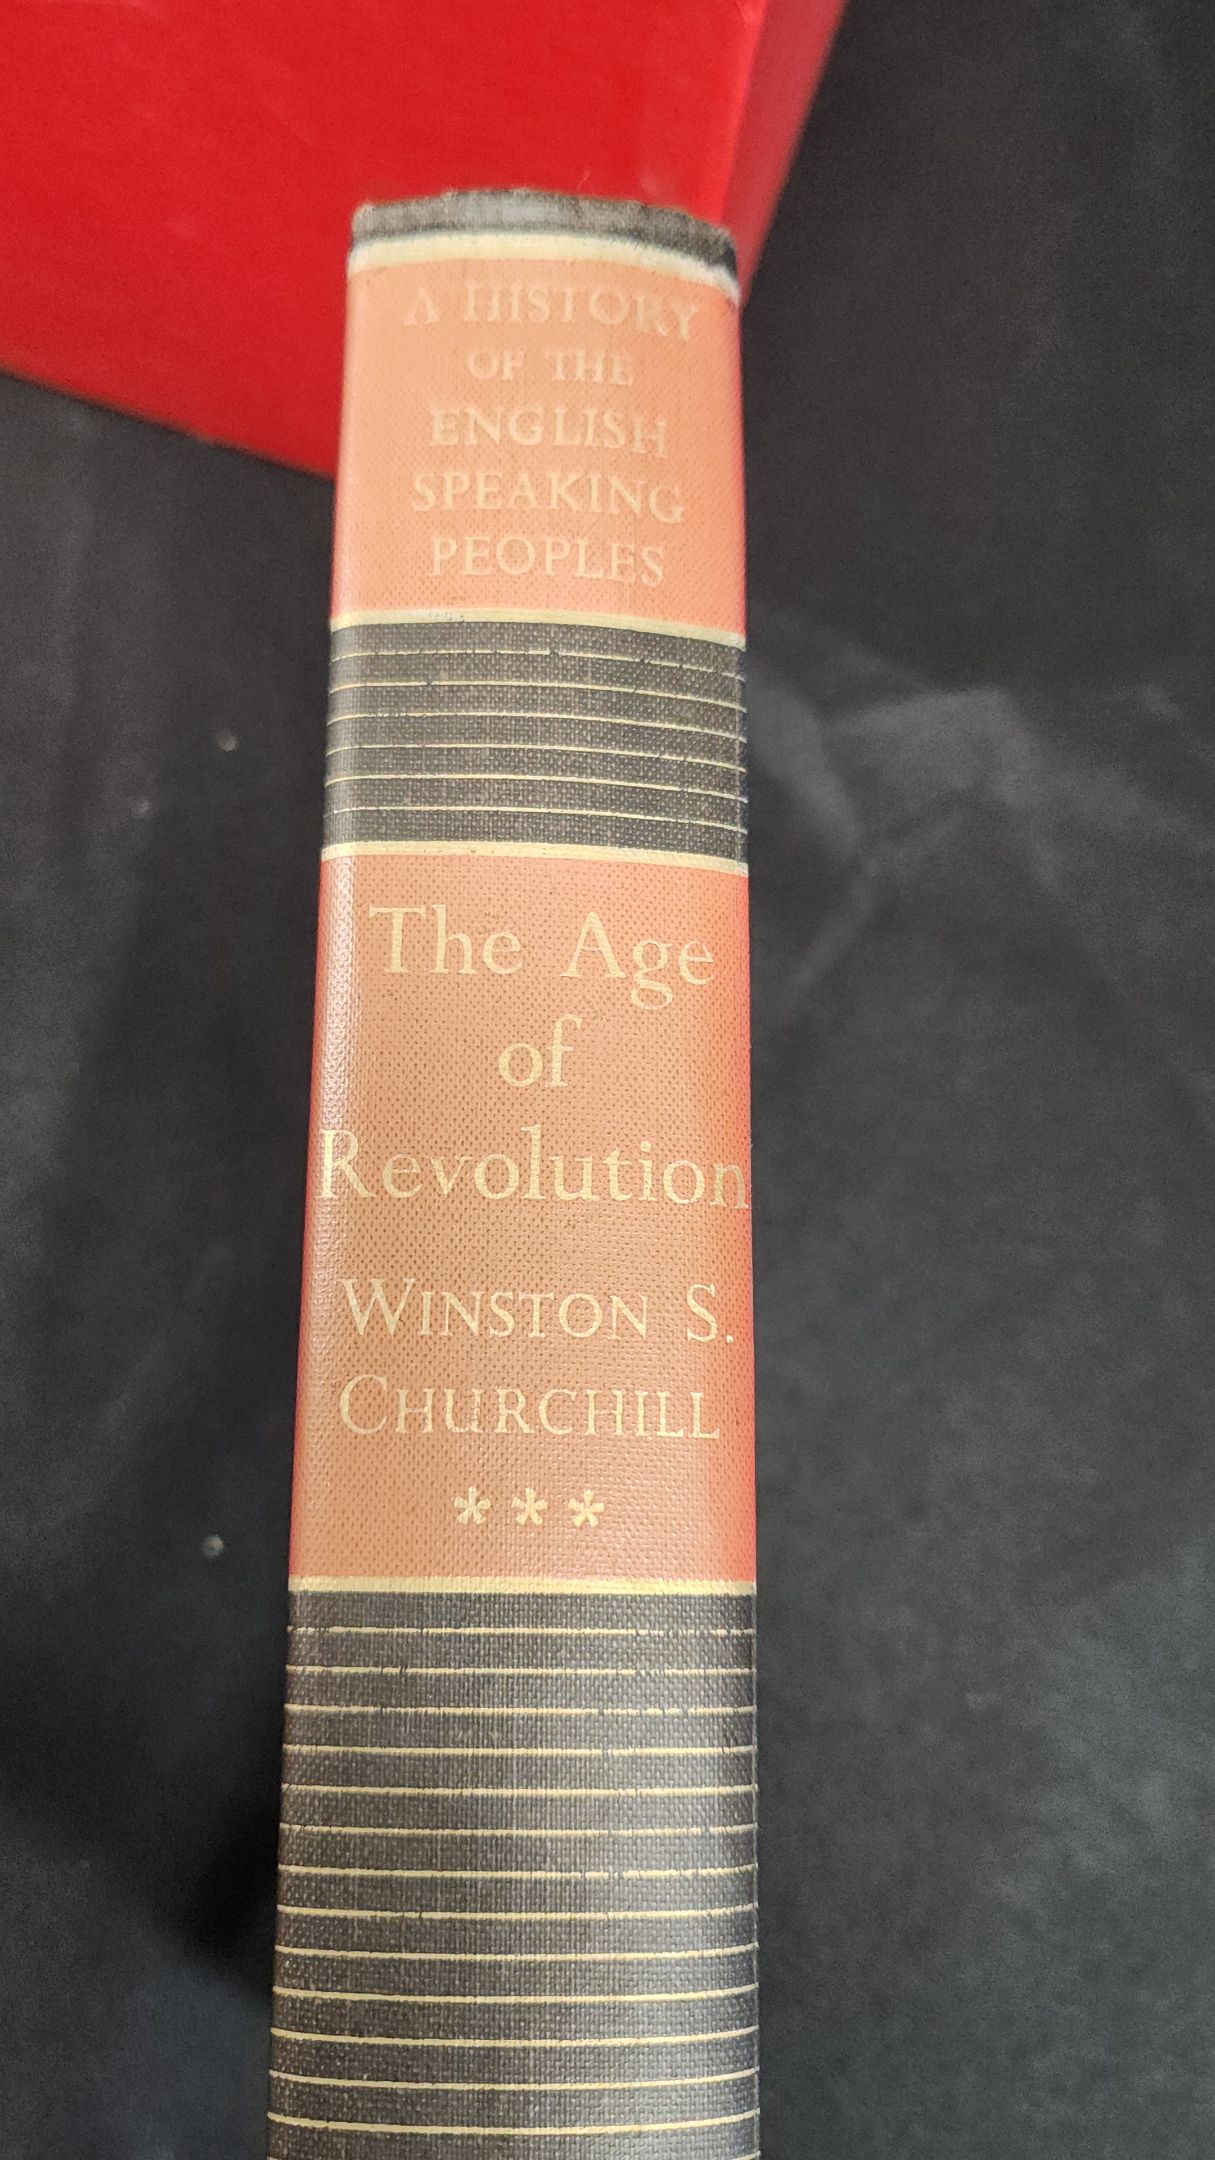 A HISTORY
OF THE
ENGLISH
SPEAKING
PEOPLES
The Age
of
Revolution
WINSTON S.
CHURCHILL
***